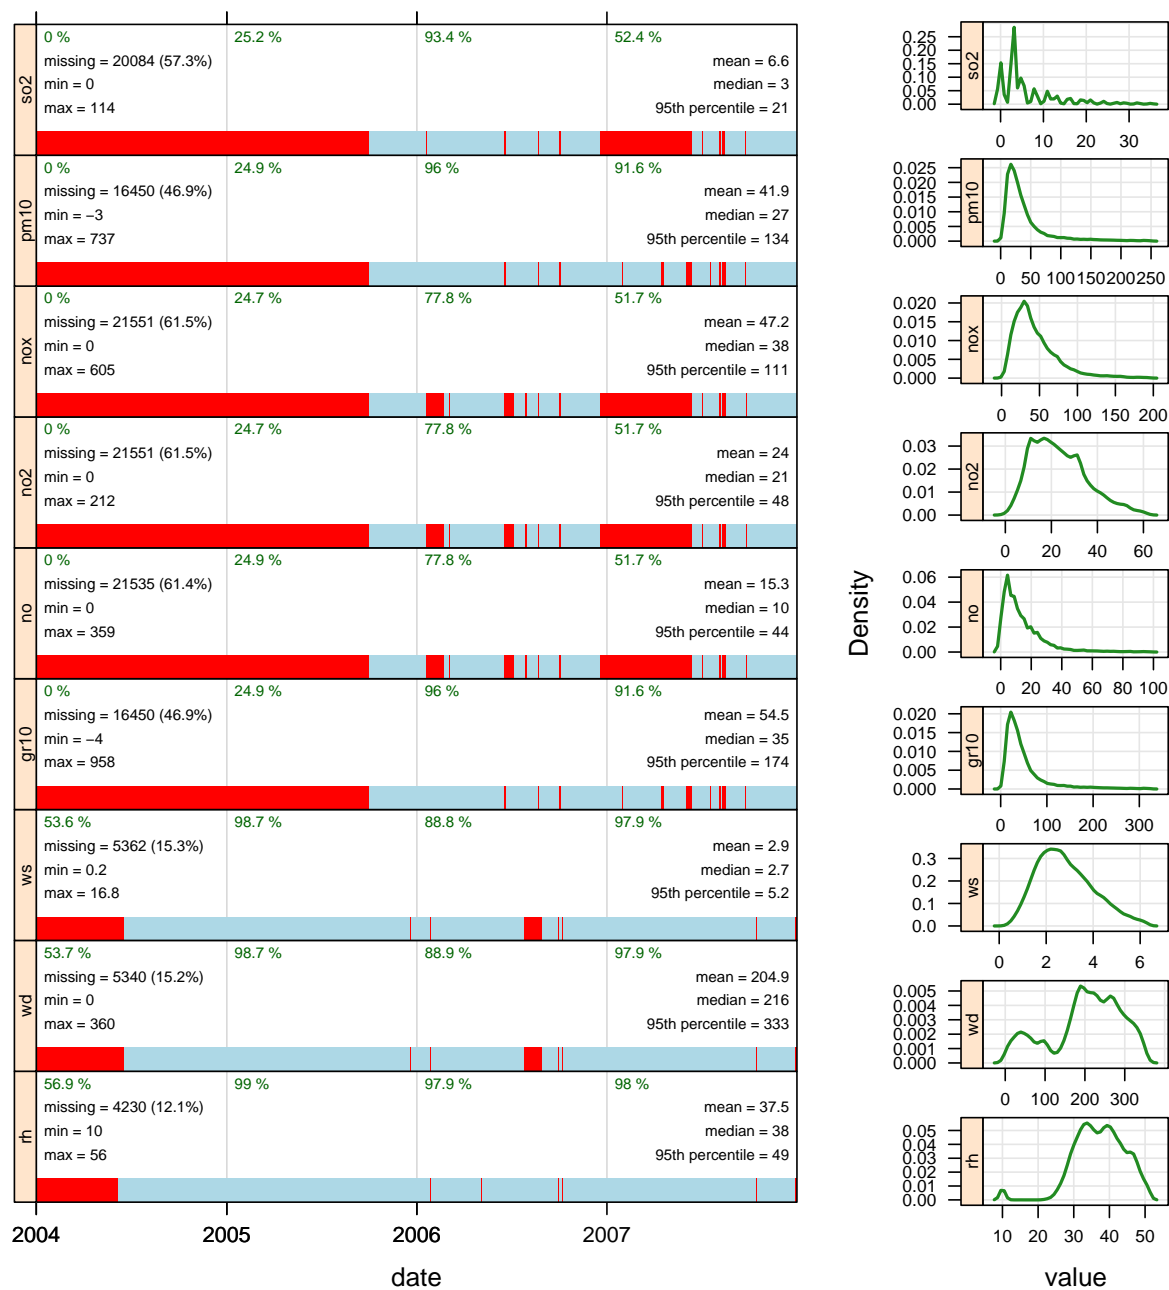 so2
0 %
25.2 %
93.4 %
52.4 %
missing = 20084 (57.3%)
min = 0
max = 114
mean = 6.6
median = 3
95th percentile = 21
pm10
0 %
24.9 %
96 %
91.6 %
missing = 16450 (46.9%)
min = −3
max = 737
mean = 41.9
median = 27
95th percentile = 134
nox
0 %
24.7 %
77.8 %
51.7 %
missing = 21551 (61.5%)
min = 0
max = 605
mean = 47.2
median = 38
95th percentile = 111
no2
0 %
24.7 %
77.8 %
51.7 %
missing = 21551 (61.5%)
min = 0
max = 212
mean = 24
median = 21
95th percentile = 48
no
0 %
24.9 %
77.8 %
51.7 %
missing = 21535 (61.4%)
min = 0
max = 359
mean = 15.3
median = 10
95th percentile = 44
gr10
0 %
24.9 %
96 %
91.6 %
missing = 16450 (46.9%)
min = −4
max = 958
mean = 54.5
median = 35
95th percentile = 174
ws
53.6 %
98.7 %
88.8 %
97.9 %
missing = 5362 (15.3%)
min = 0.2
max = 16.8
mean = 2.9
median = 2.7
95th percentile = 5.2
wd
53.7 %
98.7 %
88.9 %
97.9 %
missing = 5340 (15.2%)
min = 0
max = 360
mean = 204.9
median = 216
95th percentile = 333
rh
56.9 %
99 %
97.9 %
98 %
missing = 4230 (12.1%)
min = 10
max = 56
mean = 37.5
median = 38
95th percentile = 49
2004 2005 2006 2007
date
Density
so2
0.25
0.20
0.15
0.10
0.05
0.00
0 10 20 30
pm10
0.025
0.020
0.015
0.010
0.005
0.000
0 50 100 150 200 250
nox
0.020
0.015
0.010
0.005
0.000
0 50 100 150 200
no2
0.03
0.02
0.01
0.00
0 20 40 60
no
0.06
0.04
0.02
0.00
0 20 40 60 80 100
gr10
0.020
0.015
0.010
0.005
0.000
0 100 200 300
ws
0.3
0.2
0.1
0.0
0 2 4 6
wd
0.005
0.004
0.003
0.002
0.001
0.000
0 100 200 300
rh
0.05
0.04
0.03
0.02
0.01
0.00
10 20 30 40 50
value